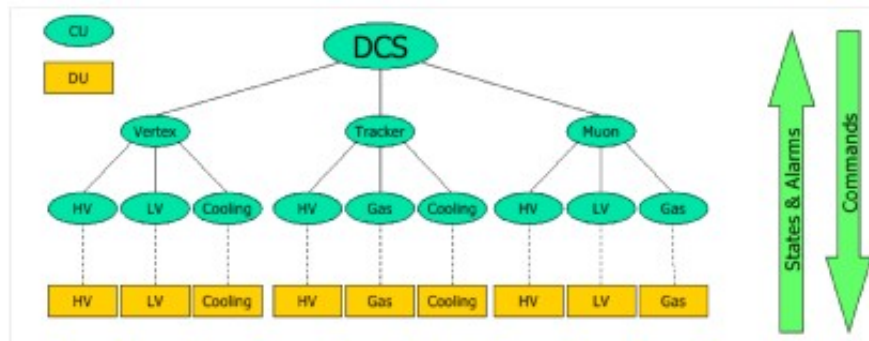 CU
DCS
DU
Vertex Tracker Muon
HV LV Cooling HV Gas Cooling HV LV Gas
HV LV Cooling HV Gas Cooling HV LV Gas
States & Alarms
Commands